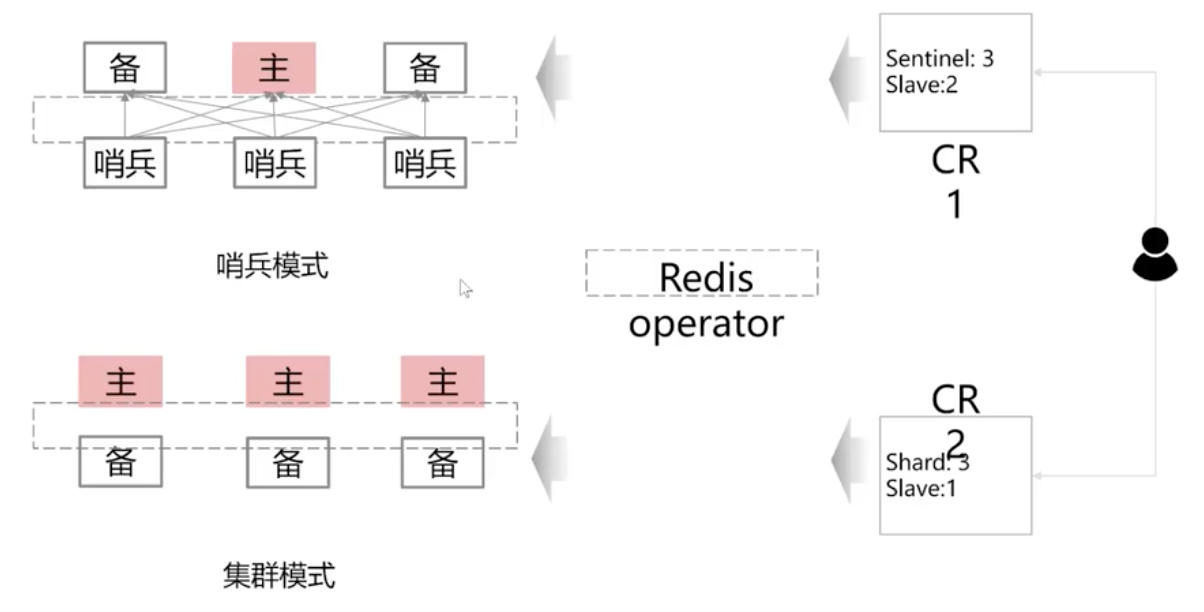 备 主 备
Sentinel: 3
Slave:2
哨兵 哨兵 哨兵
CR
1
哨兵模式
Redis
operator
主 主 主
CR
2
备 备 备
Shard: 3
Slave:1
集群模式